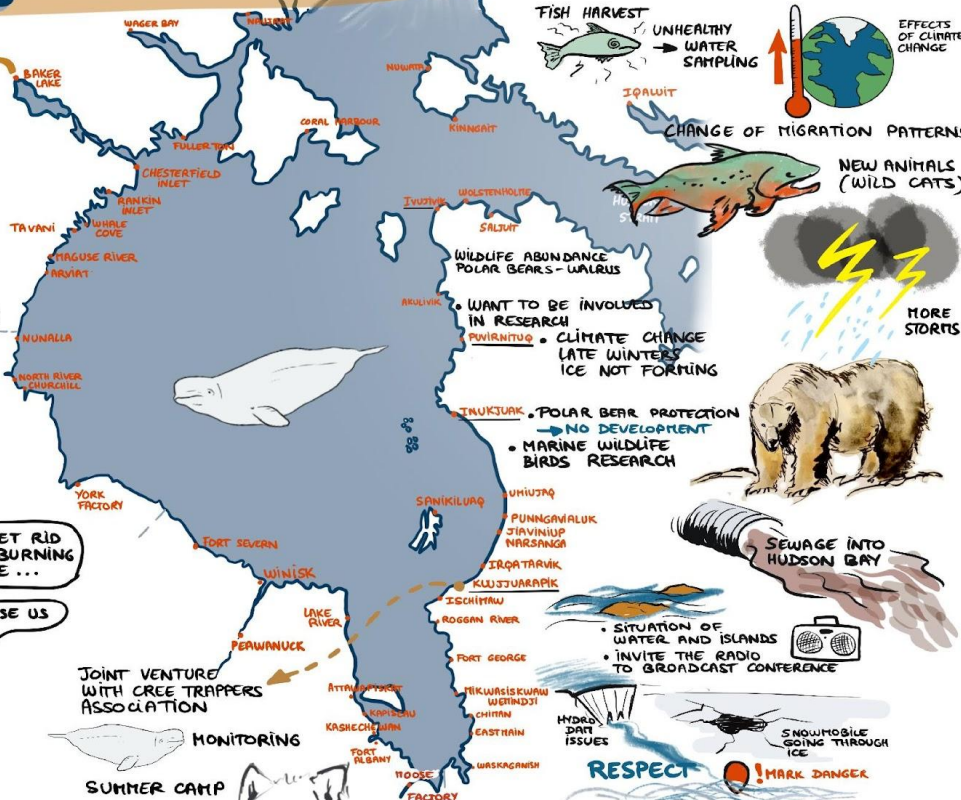 WAGER BAY
NAUJAAT
FISH HARVEST
UNHEALTHY
WATER
SAMPLING
EFFECTS
OF CLIMATE
CHANGE
BAKER
LAKE
NUWATA
IQALUIT
CORAL HARBOUR
KINNGAIT
CHANGE OF MIGRATION PATTERNS
FULLERTON
CHESTERFIELD
INLET
NEW ANIMALS
(WILD CATS)
RANKIN
INLET
IVUJIVIK
WOLSTENHOLME
SALJUIT
STRAIT
TAVANI
WHALE
COVE
MAGUSE RIVER
ARVIAT
WILDLIFE ABUNDANCE
POLAR BEARS - WALRUS
AKULIVIK
• WANT TO BE INVOLVED
IN RESEARCH
MORE
STORMS
NUNALLA
PUVIRNITUQ
• CLIMATE CHANGE
LATE WINTERS
ICE NOT FORMING
NORTH RIVER
CHURCHILL
INUKJUAK
• POLAR BEAR PROTECTION
→ NO DEVELOPMENT
• MARINE WILDLIFE
BIRDS RESEARCH
YORK
FACTORY
SANIKILUAQ
UMIUJAQ
PUNNGAVIALUK
JIAVINIUP
NARSANGA
ET RID
BURNING
E ...
FORT SEVERN
SEWAGE INTO
HUDSON BAY
IRQATARVIK
WINISK
KUUJJUARAPIK
SE US
ISCHIMAW
LAKE
RIVER
ROGGAN RIVER
• SITUATION OF
WATER AND ISLANDS
• INVITE THE RADIO
TO BROADCAST CONFERENCE
PEAWANUCK
FORT GEORGE
JOINT VENTURE
WITH CREE TRAPPERS
ASSOCIATION
ATTAWAPISKAT
MIKWASISKWAW
WEMINDJI
KAPISKAU
CHIMAN
KASHECHEWAN
EASTMAIN
HYDRO
DAM
ISSUES
SNOWMOBILE
GOING THROUGH
ICE
MONITORING
FORT
ALBANY
WASKAGANISH
RESPECT
! MARK DANGER
SUMMER CAMP
MOOSE
FACTORY